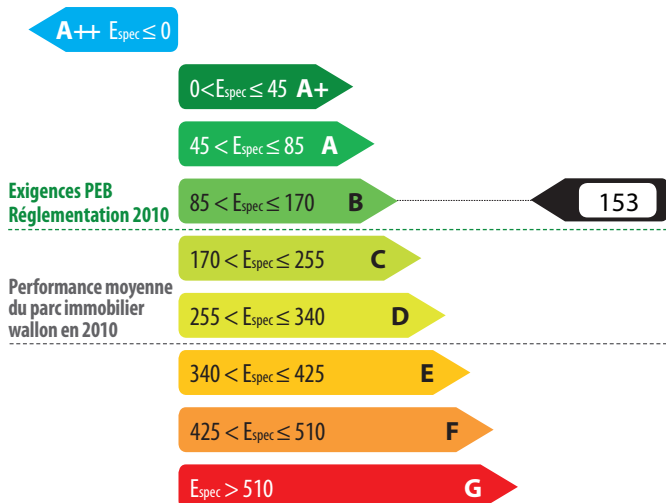 A++ Espec ≤ 0
0<Espec ≤ 45 A+
45 < Espec ≤ 85 A
Exigences PEB
Réglementation 2010
85 < Espec ≤ 170 B
153
170 < Espec ≤ 255 C
Performance moyenne
du parc immobilier
wallon en 2010
255 < Espec ≤ 340 D
340 < Espec ≤ 425 E
425 < Espec ≤ 510 F
Espec > 510 G